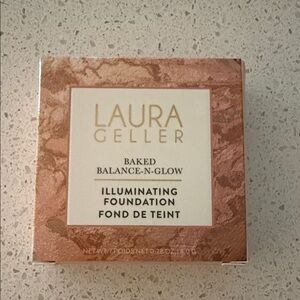 LAURA
GELLER
BAKED
BALANCE-N-GLOW
ILLUMINATING
FOUNDATION
FOND DE TEINT